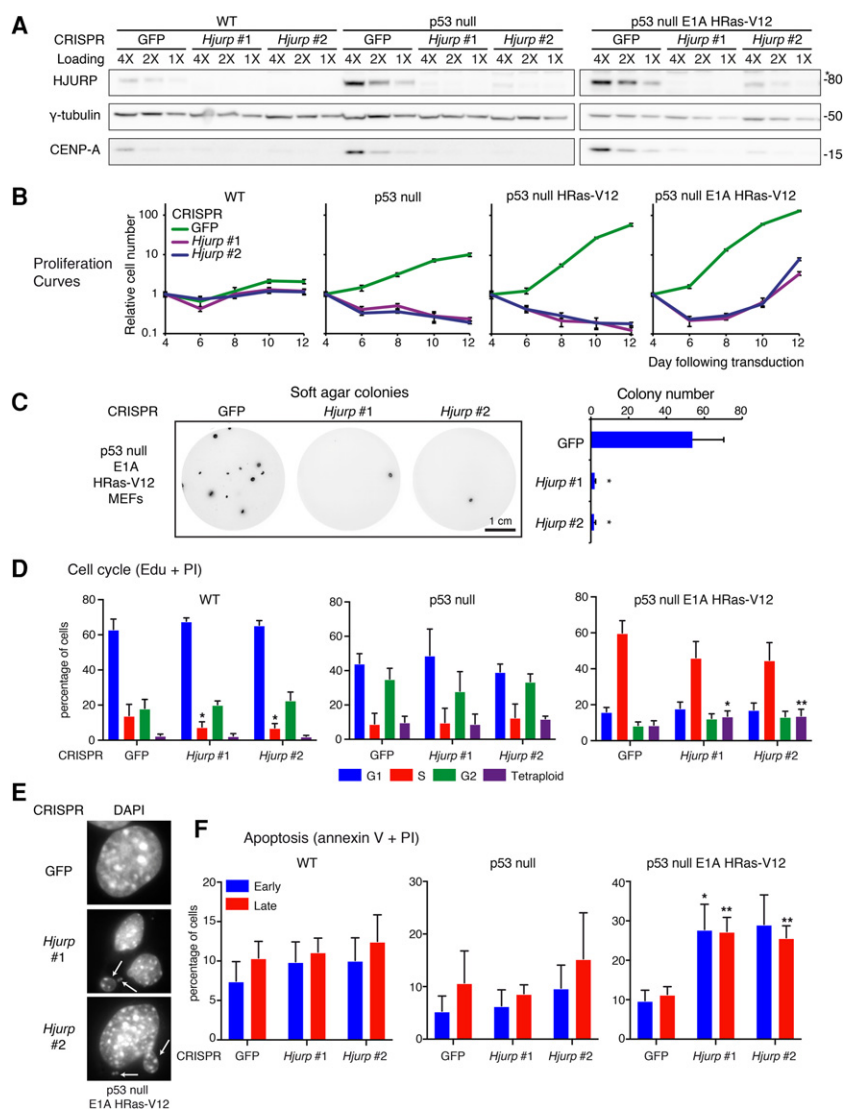 A
WT
p53 null
p53 null E1A HRas-V12
CRISPR GFP Hjurp #1 Hjurp #2 GFP Hjurp #1 Hjurp #2 GFP Hjurp #1 Hjurp #2
Loading 4X 2X 1X 4X 2X 1X 4X 2X 1X 4X 2X 1X 4X 2X 1X 4X 2X 1X 4X 2X 1X 4X 2X 1X 4X 2X 1X
HJURP
-80
γ-tubulin
-50
CENP-A
-15
B
Proliferation
Curves
Relative cell number
100
10
1
0.1
WT
CRISPR
GFP
Hjurp #1
Hjurp #2
4 6 8 10 12
p53 null
4 6 8 10 12
p53 null HRas-V12
4 6 8 10 12
p53 null E1A HRas-V12
4 6 8 10 12
Day following transduction
C
Soft agar colonies
CRISPR GFP Hjurp #1 Hjurp #2
p53 null
E1A
HRas-V12
MEFs
1 cm
Colony number
0 20 40 60 80
GFP
Hjurp #1 *
Hjurp #2 *
D
Cell cycle (Edu + PI)
percentage of cells
WT
80
60
40
20
0
* *
CRISPR GFP Hjurp #1 Hjurp #2
p53 null
80
60
40
20
0
GFP Hjurp #1 Hjurp #2
p53 null E1A HRas-V12
80
60
40
20
0
* **
GFP Hjurp #1 Hjurp #2
G1 S G2 Tetraploid
E
CRISPR DAPI
GFP
Hjurp
#1
Hjurp
#2
p53 null
E1A HRas-V12
F
Apoptosis (annexin V + PI)
percentage of cells
WT
20
15
10
5
0
Early
Late
CRISPR GFP Hjurp #1 Hjurp #2
p53 null
30
20
10
0
GFP Hjurp #1 Hjurp #2
p53 null E1A HRas-V12
40
30
20
10
0
* ** **
GFP Hjurp #1 Hjurp #2